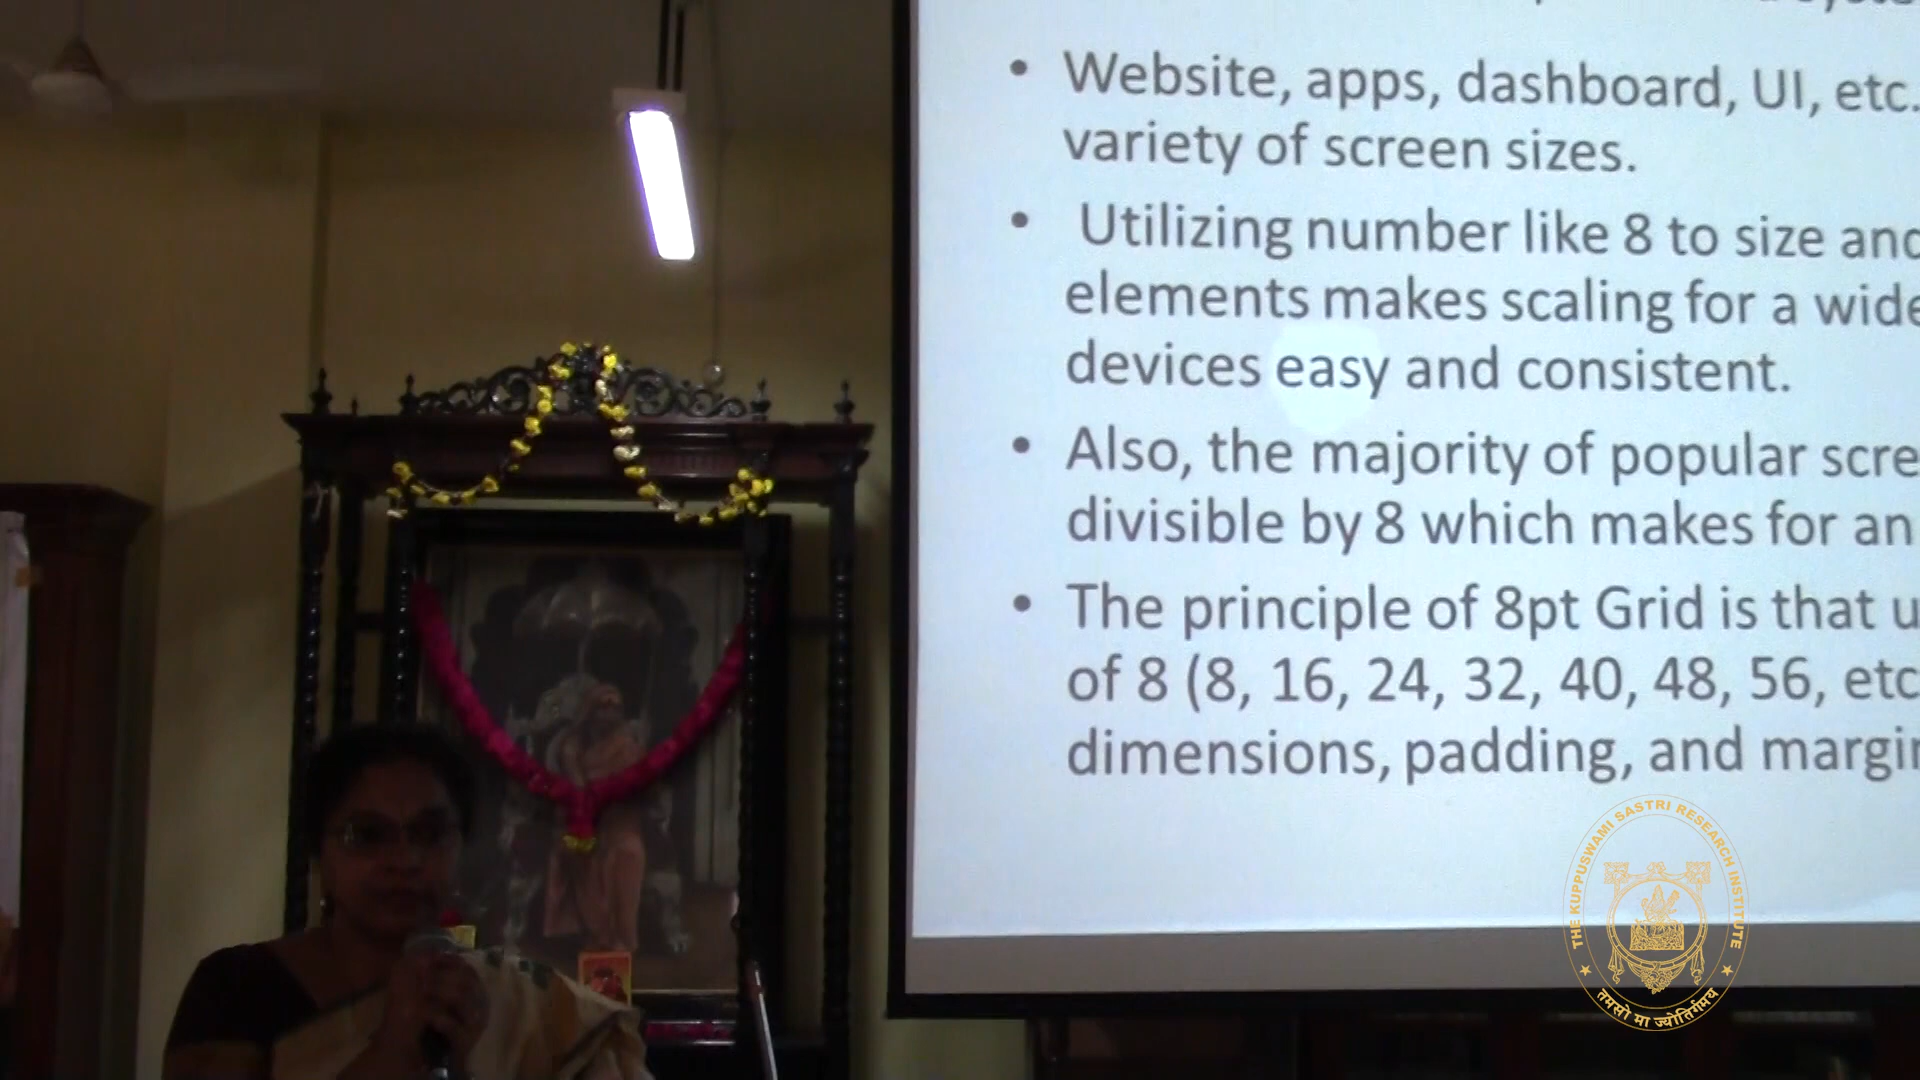 • Website, apps, dashboard, UI, etc.
variety of screen sizes.
• Utilizing number like 8 to size and
elements makes scaling for a wide
devices easy and consistent.
• Also, the majority of popular scre
divisible by 8 which makes for an
• The principle of 8pt Grid is that u
of 8 (8, 16, 24, 32, 40, 48, 56, etc
dimensions, padding, and margin
THE KUPPUSWAMI SASTRI RESEARCH INSTITUTE
तमसो मा ज्योतिर्गमय